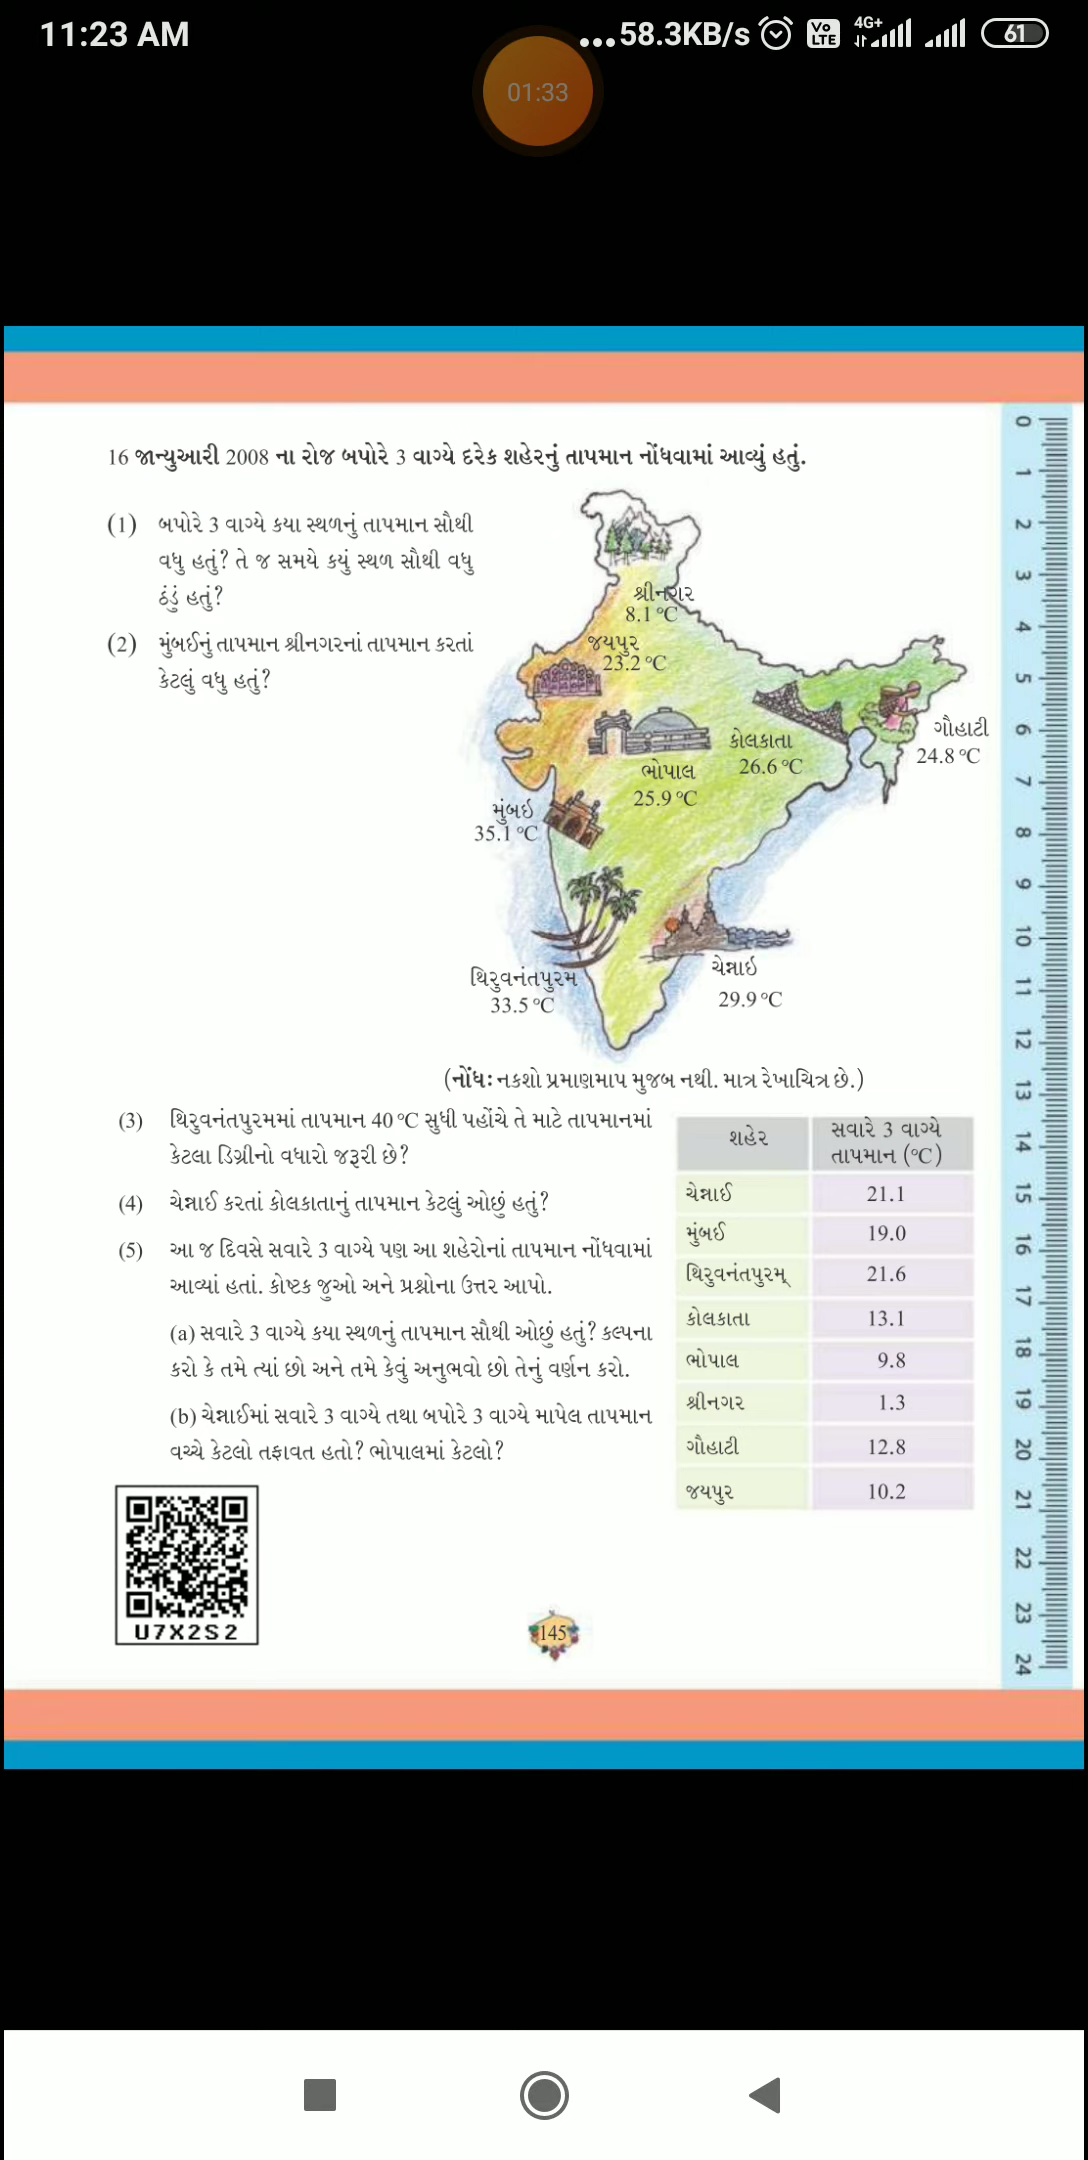 11:23 AM
...58.3KB/s
Vo
LTE
4G+
61
01:33
16 જાન્યુઆરી 2008 ના રોજ બપોરે 3 વાગ્યે દરેક શહેરનું તાપમાન નોંધવામાં આવ્યું હતું.
(1) બપોરે 3 વાગ્યે કયા સ્થળનું તાપમાન સૌથી
વધુ હતું? તે જ સમયે કયું સ્થળ સૌથી વધુ
ઠંડું હતું?
(2) મુંબઈનું તાપમાન શ્રીનગરનાં તાપમાન કરતાં
કેટલું વધુ હતું?
શ્રીનગર
8.1 °C
જયપુર
23.2 °C
ગૌહાટી
24.8 °C
કોલકાતા
26.6 °C
ભોપાલ
25.9 °C
મુંબઇ
35.1 °C
થિરુવનંતપુરમ
33.5 °C
ચેન્નાઇ
29.9 °C
(નોંધ: નકશો પ્રમાણમાપ મુજબ નથી. માત્ર રેખાચિત્ર છે.)
(3) થિરુવનંતપુરમમાં તાપમાન 40 °C સુધી પહોંચે તે માટે તાપમાનમાં
કેટલા ડિગ્રીનો વધારો જરૂરી છે?
(4) ચેન્નાઈ કરતાં કોલકાતાનું તાપમાન કેટલું ઓછું હતું?
(5) આ જ દિવસે સવારે 3 વાગ્યે પણ આ શહેરોનાં તાપમાન નોંધવામાં
આવ્યાં હતાં. કોષ્ટક જુઓ અને પ્રશ્નોના ઉત્તર આપો.
(a) સવારે 3 વાગ્યે કયા સ્થળનું તાપમાન સૌથી ઓછું હતું? કલ્પના
કરો કે તમે ત્યાં છો અને તમે કેવું અનુભવો છો તેનું વર્ણન કરો.
(b) ચેન્નાઈમાં સવારે 3 વાગ્યે તથા બપોરે 3 વાગ્યે માપેલ તાપમાન
વચ્ચે કેટલો તફાવત હતો? ભોપાલમાં કેટલો?
શહેર સવારે 3 વાગ્યે
તાપમાન (°C)
ચેન્નાઈ 21.1
મુંબઈ 19.0
થિરુવનંતપુરમ્ 21.6
કોલકાતા 13.1
ભોપાલ 9.8
શ્રીનગર 1.3
ગૌહાટી 12.8
જયપુર 10.2
U7X2S2
145
0
1
2
3
4
5
6
7
8
9
10
11
12
13
14
15
16
17
18
19
20
21
22
23
24